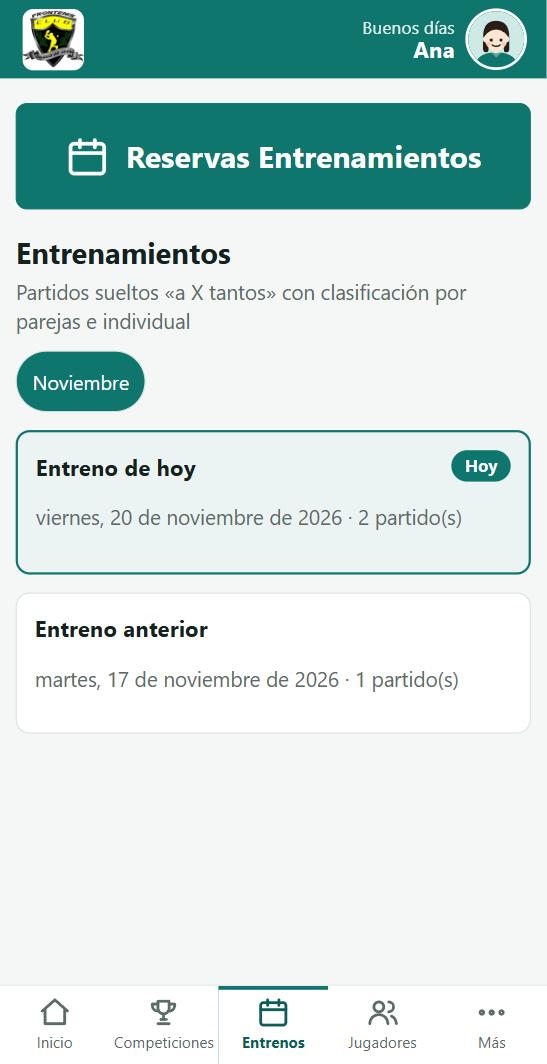 FRONTENIS
CLUB
Buenos días
Ana
Reservas Entrenamientos
Entrenamientos
Partidos sueltos «a X tantos» con clasificación por
parejas e individual
Noviembre
Entreno de hoy
Hoy
viernes, 20 de noviembre de 2026 · 2 partido(s)
Entreno anterior
martes, 17 de noviembre de 2026 · 1 partido(s)
Inicio
Competiciones
Entrenos
Jugadores
Más